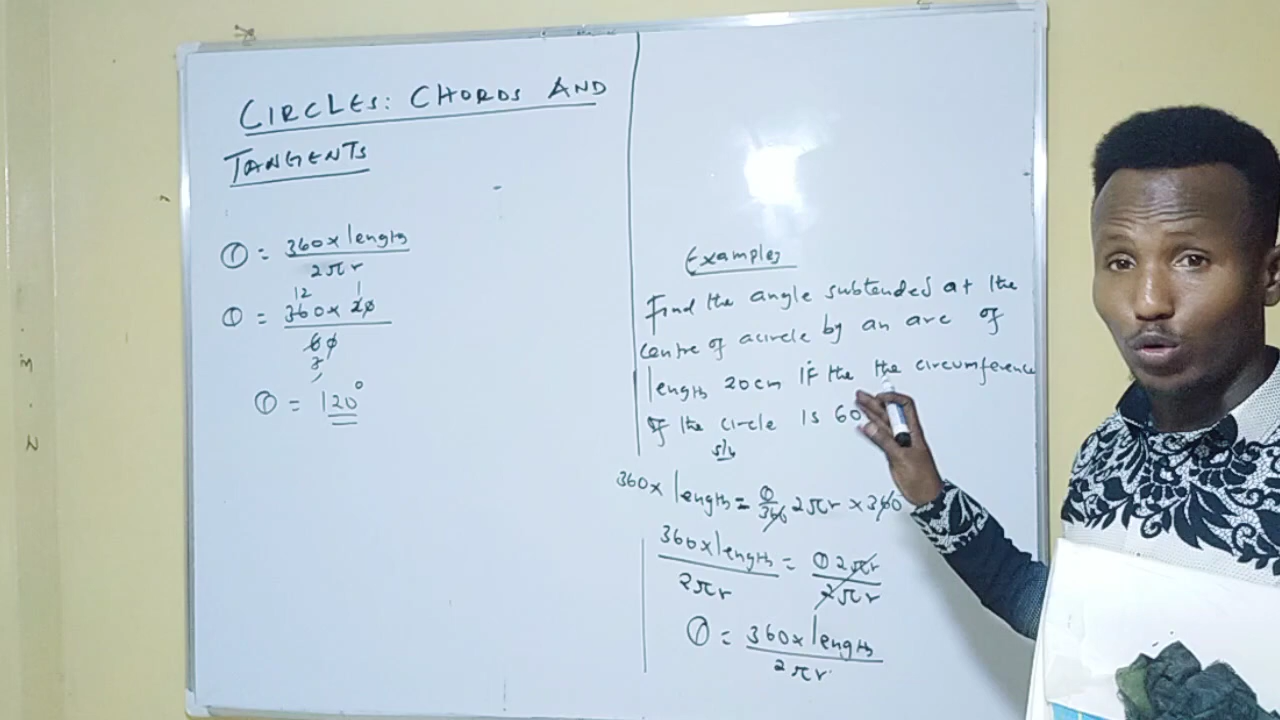 CIRCLES: CHORDS AND
TANGENTS
θ = 360 x length
2πr
12 1
θ = 360 x 20
60
3
θ = 120°
Examples
Find the angle subtended at the
centre of acircle by an arc of
length 20cm if the the circumference
of the circle is 60
Sln
360 x length = θ/360 2πr x 360
360 x length = θ 2πr
2πr 2πr
θ = 360 x length
2πr